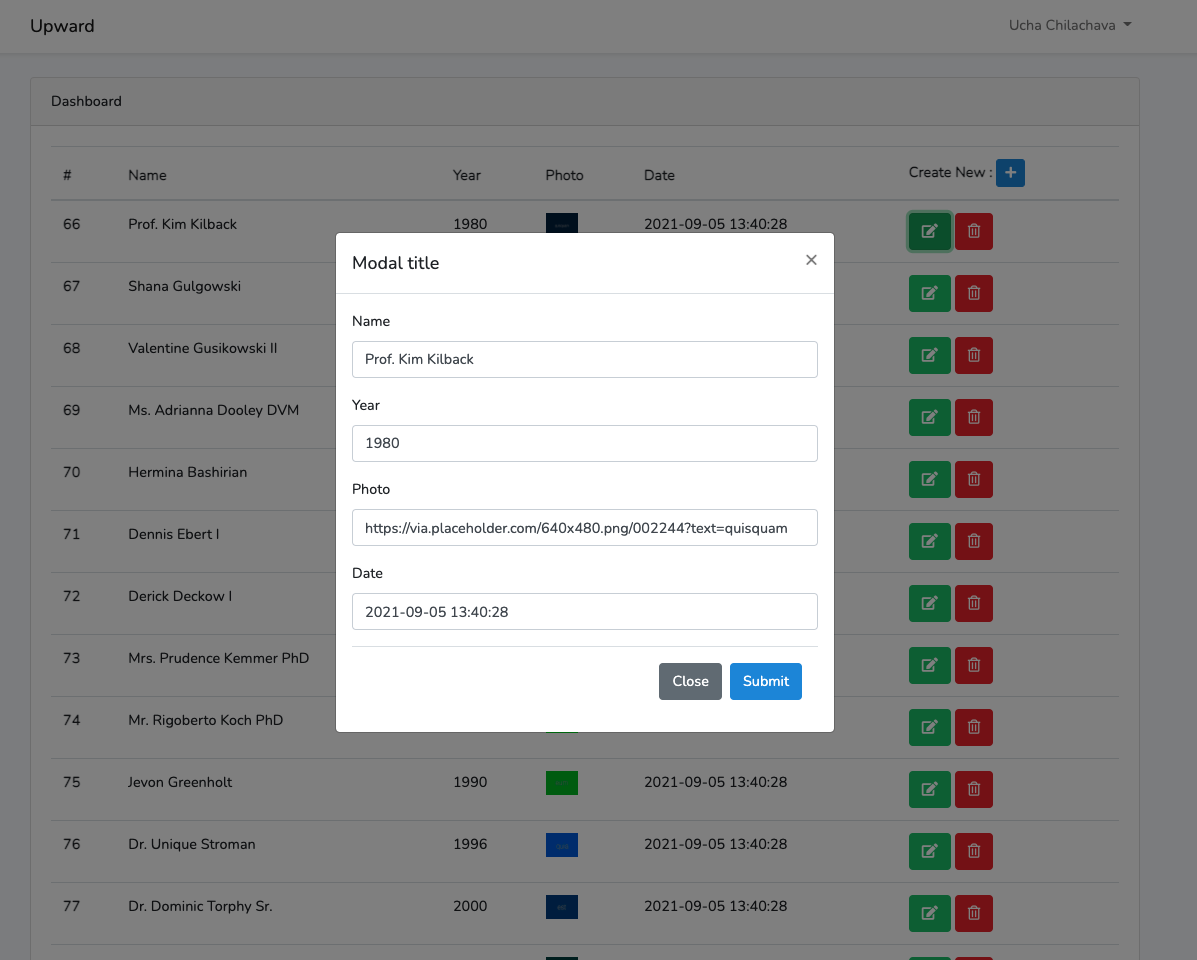 Upward
Ucha Chilachava
Dashboard
# Name Year Photo Date Create New : +
66 Prof. Kim Kilback 1980 2021-09-05 13:40:28
67 Shana Gulgowski
68 Valentine Gusikowski II
69 Ms. Adrianna Dooley DVM
70 Hermina Bashirian
71 Dennis Ebert I
72 Derick Deckow I
73 Mrs. Prudence Kemmer PhD
74 Mr. Rigoberto Koch PhD
75 Jevon Greenholt 1990 2021-09-05 13:40:28
76 Dr. Unique Stroman 1996 2021-09-05 13:40:28
77 Dr. Dominic Torphy Sr. 2000 2021-09-05 13:40:28
Modal title ×
Name
Prof. Kim Kilback
Year
1980
Photo
https://via.placeholder.com/640x480.png/002244?text=quisquam
Date
2021-09-05 13:40:28
Close Submit